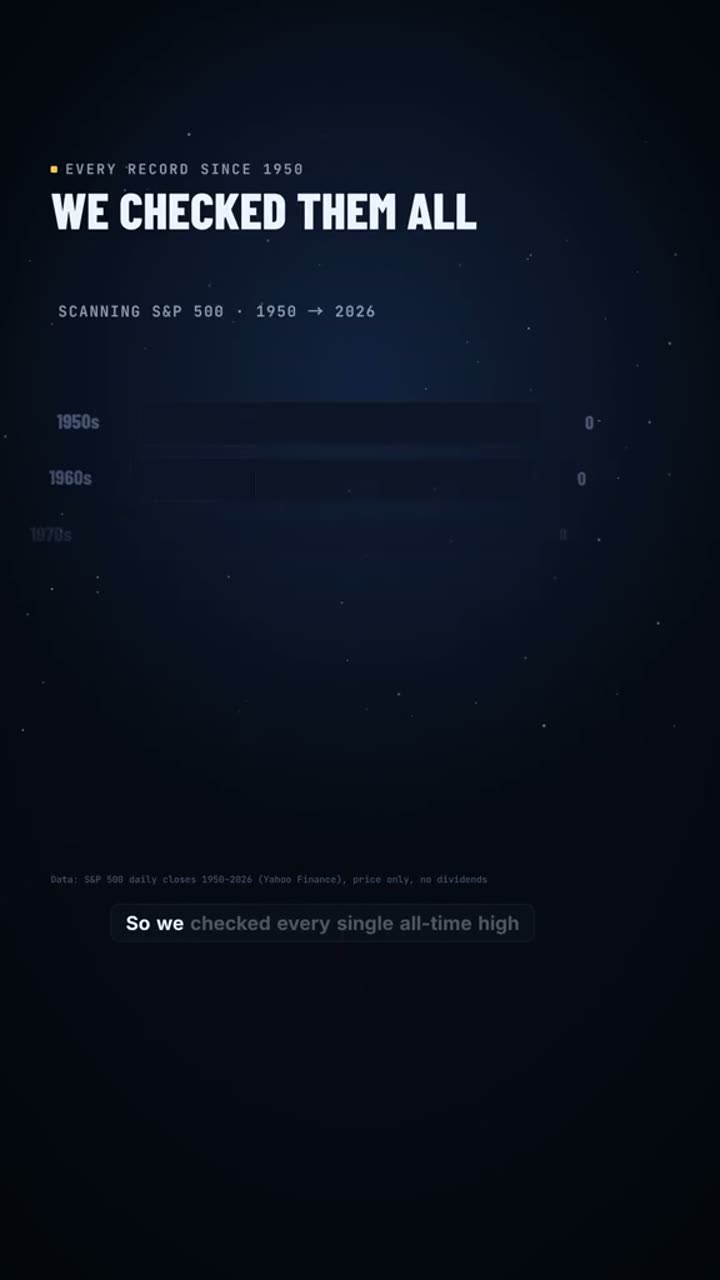 EVERY RECORD SINCE 1950
WE CHECKED THEM ALL
SCANNING S&P 500 · 1950 → 2026
1950s 0
1960s 0
1970s 0
Data: S&P 500 daily closes 1950–2026 (Yahoo Finance), price only, no dividends
So we checked every single all-time high